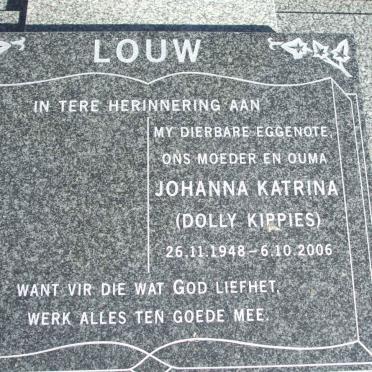 LOUW
IN TERE HERINNERING AAN
MY DIERBARE EGGENOTE,
ONS MOEDER EN OUMA
JOHANNA KATRINA
(DOLLY KIPPIES)
26.11.1948 – 6.10.2006
WANT VIR DIE WAT GOD LIEFHET,
WERK ALLES TEN GOEDE MEE.